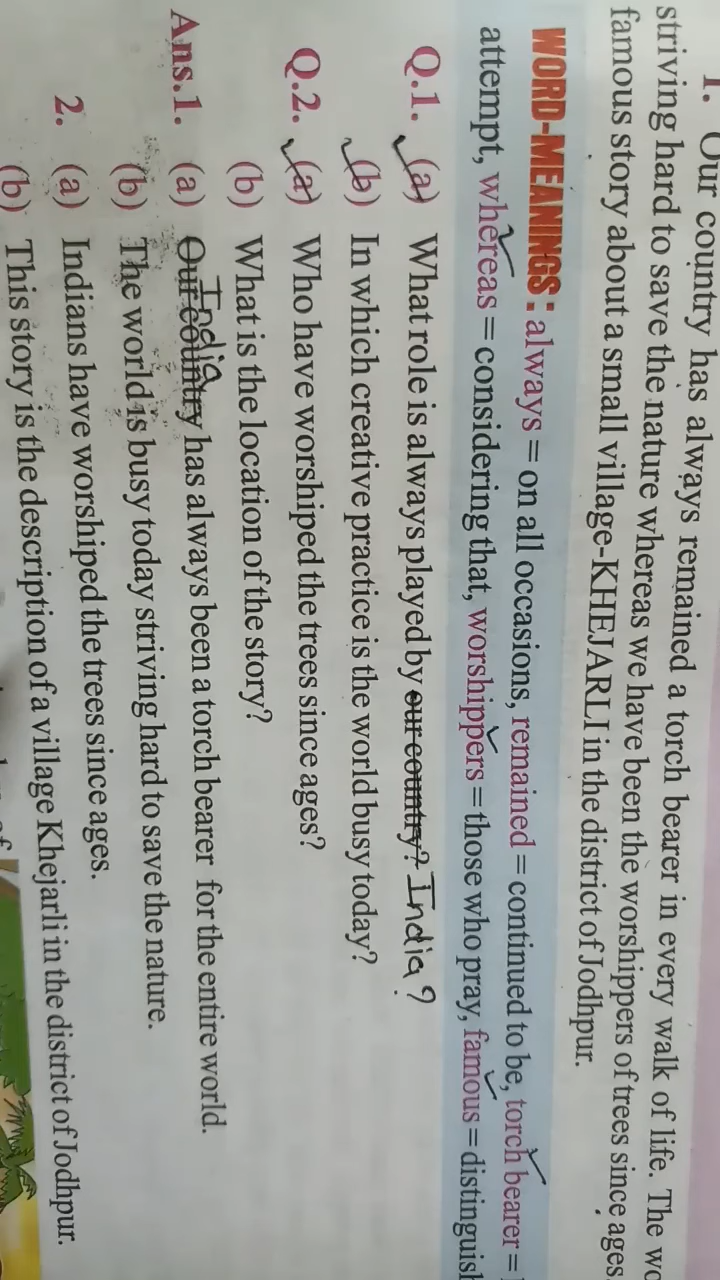 1. Our country has always remained a torch bearer in every walk of life. The
striving hard to save the nature whereas we have been the worshippers of trees since ages
famous story about a small village-KHEJARLI in the district of Jodhpur.
WORD-MEANINGS : always = on all occasions, remained = continued to be, torch bearer =
attempt, whereas = considering that, worshippers = those who pray, famous =
Q.1. (a) What role is always played by our country? India?
(b) In which creative practice is the world busy today?
Q.2. (a) Who have worshiped the trees since ages?
(b) What is the location of the story?
India
Ans.1. (a) Our country has always been a torch bearer for the entire world.
(b) The world is busy today striving hard to save the nature.
2. (a) Indians have worshiped the trees since ages.
(b) This story is the description of a village Khejarli in the district of Jodhpur.